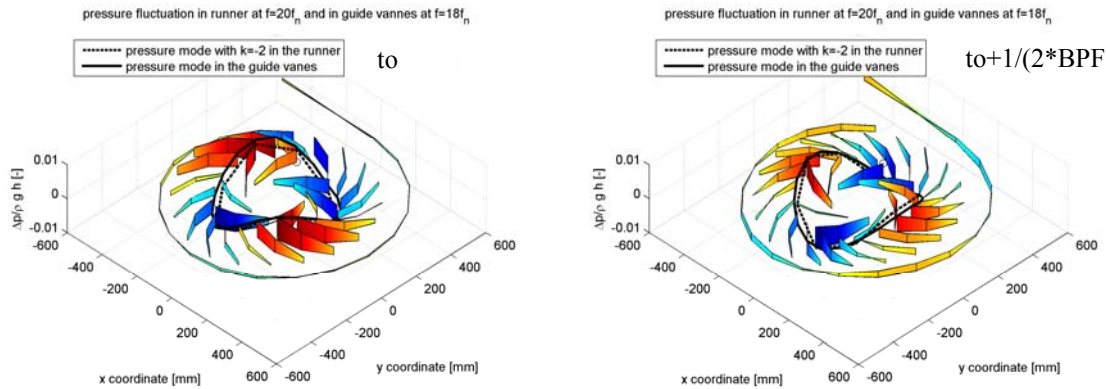 pressure fluctuation in runner at f=20fn and in guide vannes at f=18fn
pressure mode with k=-2 in the runner
pressure mode in the guide vanes
to
0.01
0
-0.01
Δp/ρ g h [-]
-600
-400
-200
0
200
400
600
x coordinate [mm]
-600
-400
-200
0
200
400
600
y coordinate [mm]
pressure fluctuation in runner at f=20fn and in guide vannes at f=18fn
pressure mode with k=-2 in the runner
pressure mode in the guide vanes
to+1/(2*BPF
0.01
0
-0.01
Δp/ρ g h [-]
-600
-400
-200
0
200
400
600
x coordinate [mm]
-600
-400
-200
0
200
400
600
y coordinate [mm]